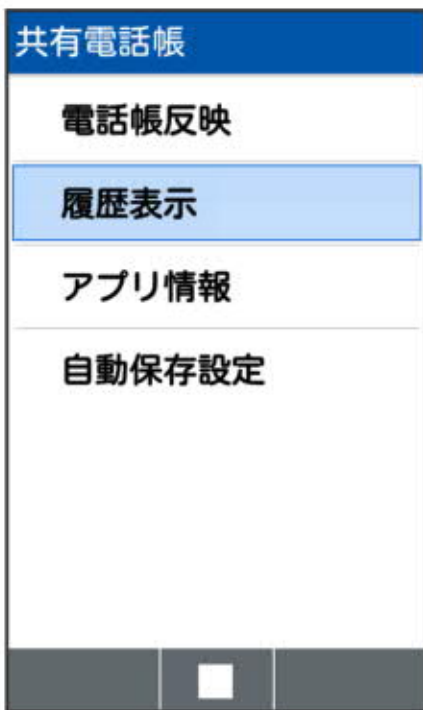 共有電話帳
電話帳反映
履歴表示
アプリ情報
自動保存設定